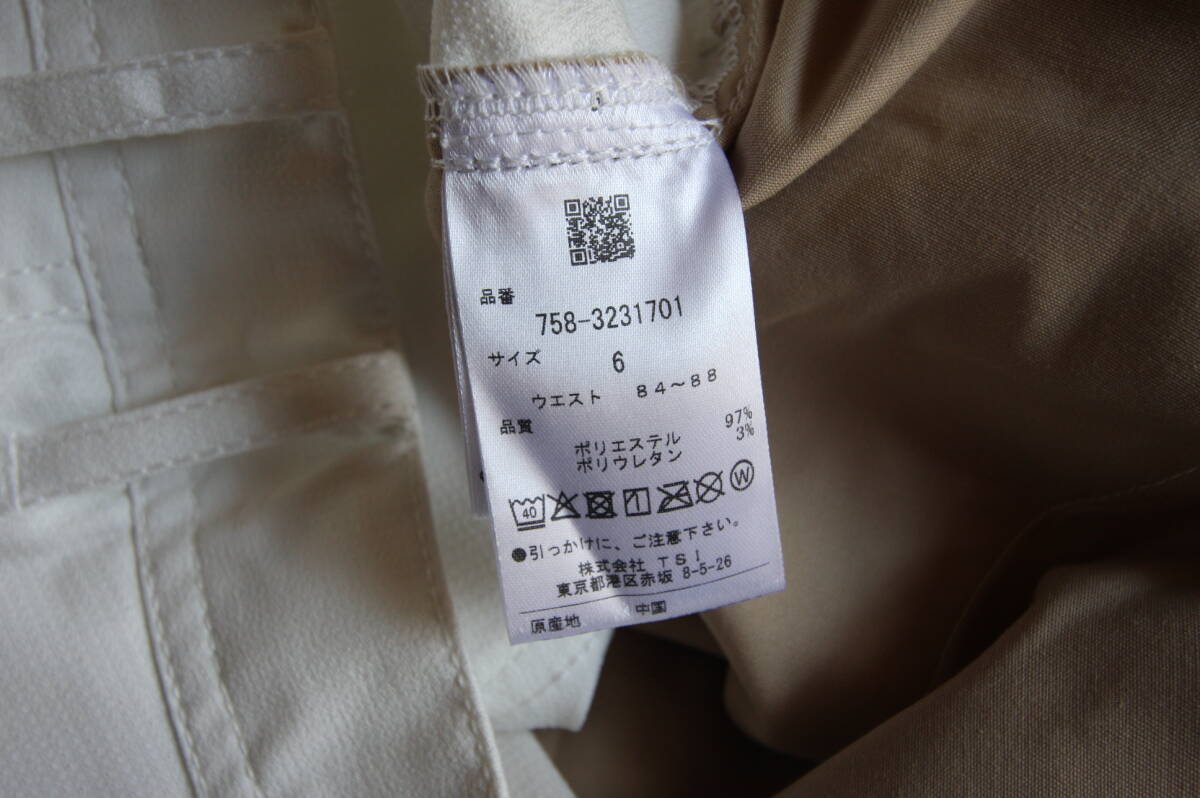 品番
758-3231701
サイズ 6
ウエスト 84～88
品質
ポリエステル 97%
ポリウレタン 3%
40 W
●引っかけに、ご注意下さい。
株式会社 TSI
東京都港区赤坂 8-5-26
原産地 中国